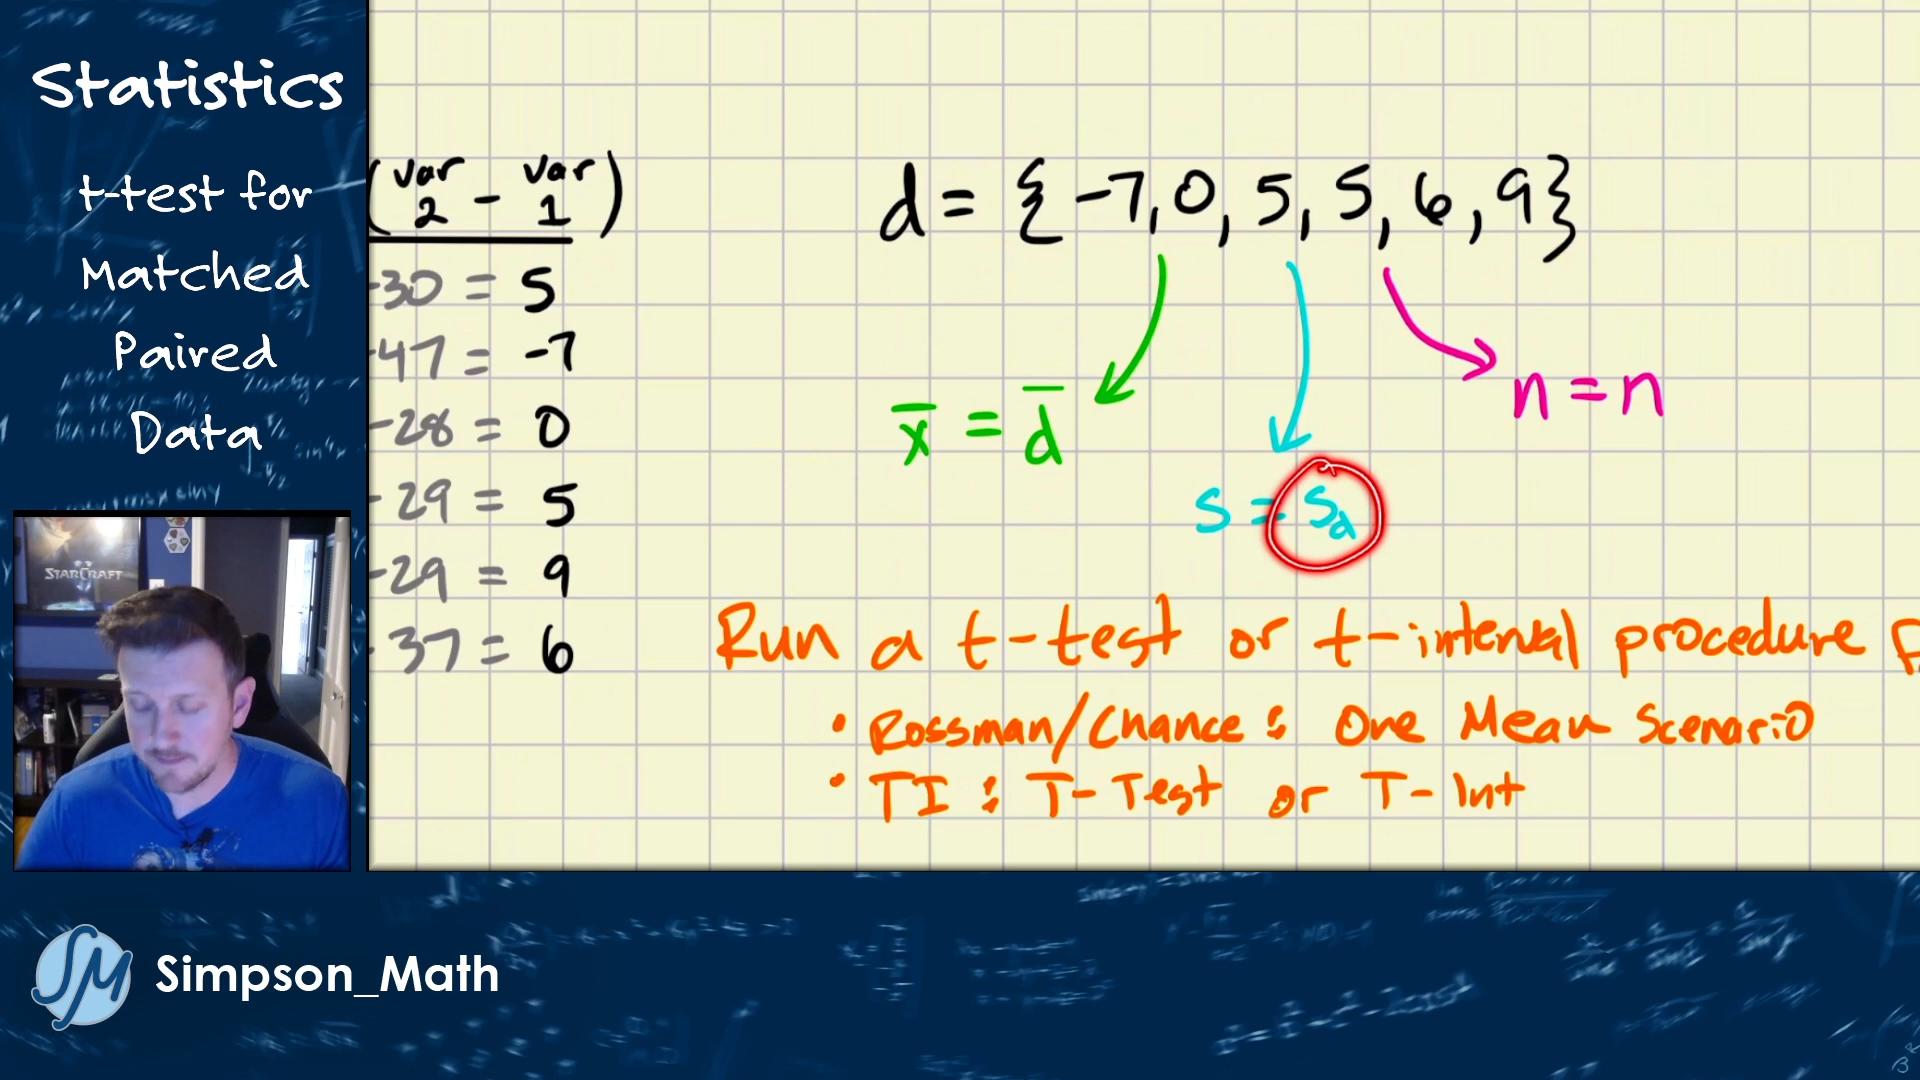 Statistics
t-test for
Matched
Paired
Data
STARCRAFT
(var 2 - var 1)
-30 = 5
-47 = -7
-28 = 0
-29 = 5
-29 = 9
-37 = 6
d = {-7, 0, 5, 5, 6, 9}
x̄ = d̄
n = n
s = s_d
Run a t-test or t-interval procedure
• Rossman/Chance : One Mean Scenario
• TI : T-Test or T-Int
SM
Simpson_Math